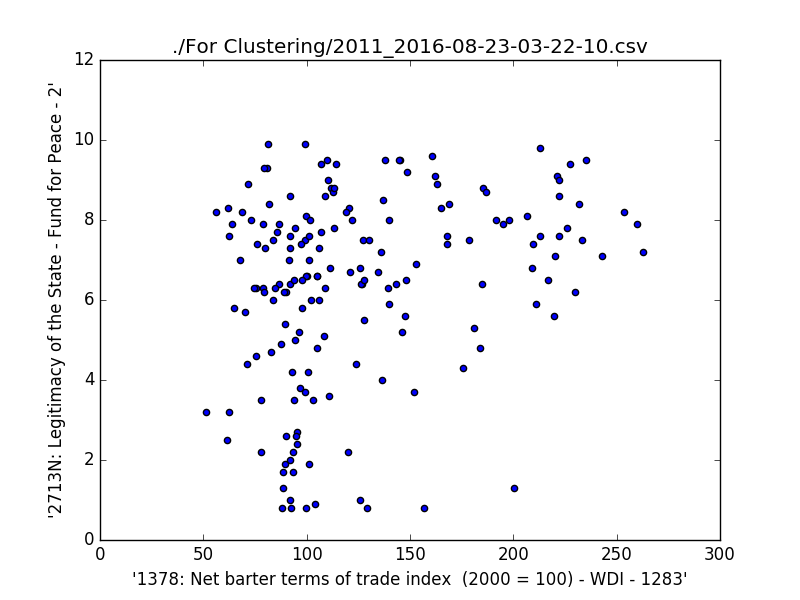 ./For Clustering/2011_2016-08-23-03-22-10.csv
'2713N: Legitimacy of the State - Fund for Peace - 2'
12
10
8
6
4
2
0
0 50 100 150 200 250 300
'1378: Net barter terms of trade index  (2000 = 100) - WDI - 1283'